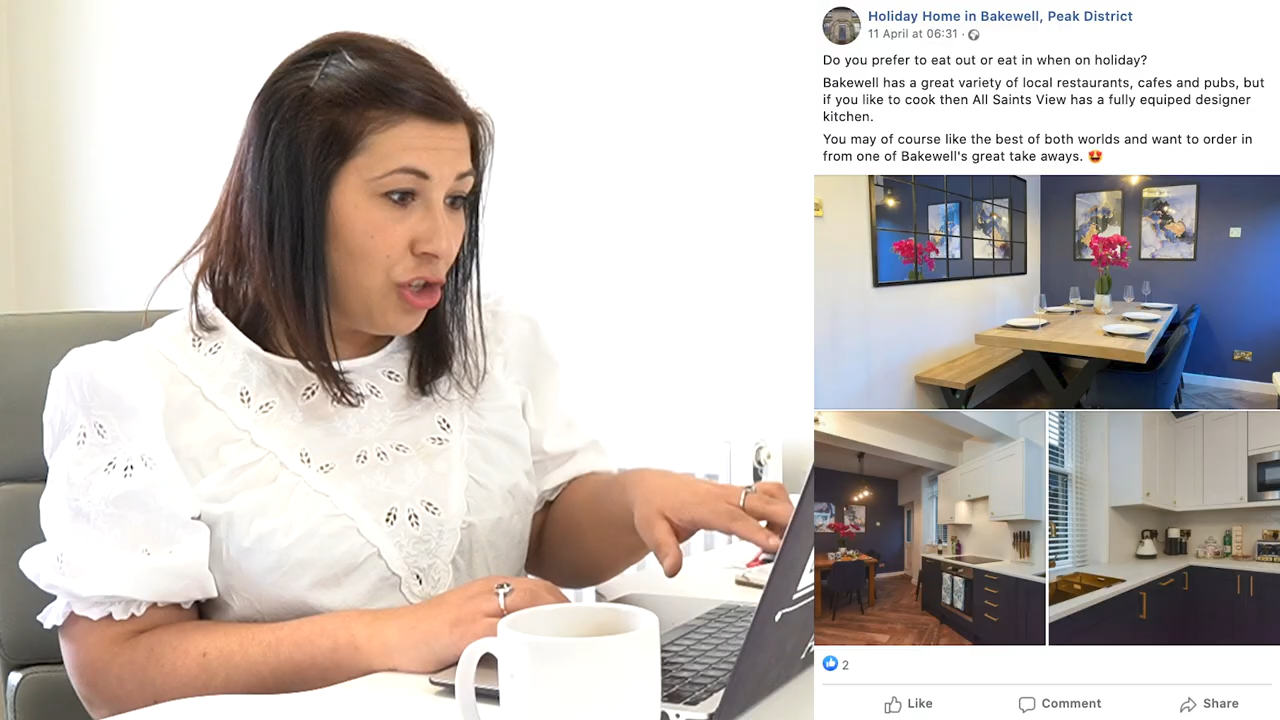 Holiday Home in Bakewell, Peak District
11 April at 06:31 ·
Do you prefer to eat out or eat in when on holiday?
Bakewell has a great variety of local restaurants, cafes and pubs, but
if you like to cook then All Saints View has a fully equiped designer
kitchen.
You may of course like the best of both worlds and want to order in
from one of Bakewell's great take aways. 😍
2
Like Comment Share